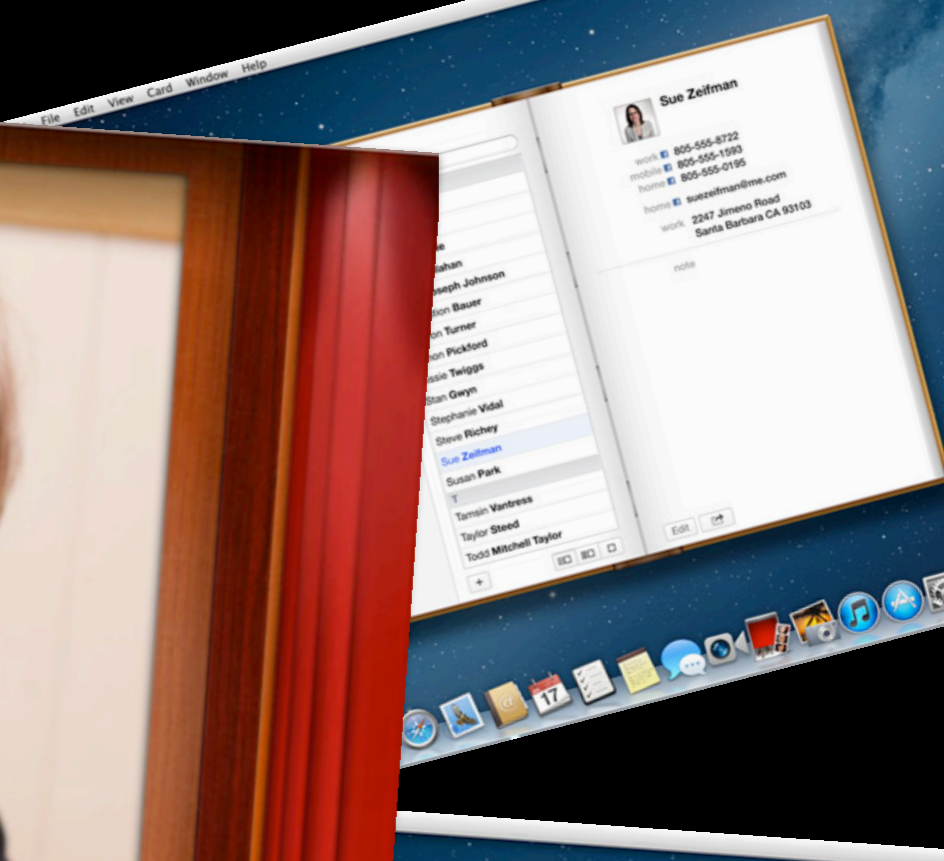 File Edit View Card Window Help
Sue Zeifman
work 805-555-8722
mobile 805-555-1593
home 805-555-0195
home suezeifman@me.com
work 2247 Jimeno Road
Santa Barbara CA 93103
note
Johnson
Bauer
Turner
Pickford
Twiggs
Stan Gwyn
Stephanie Vidal
Steve Richey
Sue Zeifman
Susan Park
T
Tamsin Vantress
Taylor Steed
Todd Mitchell Taylor
+
Edit
17